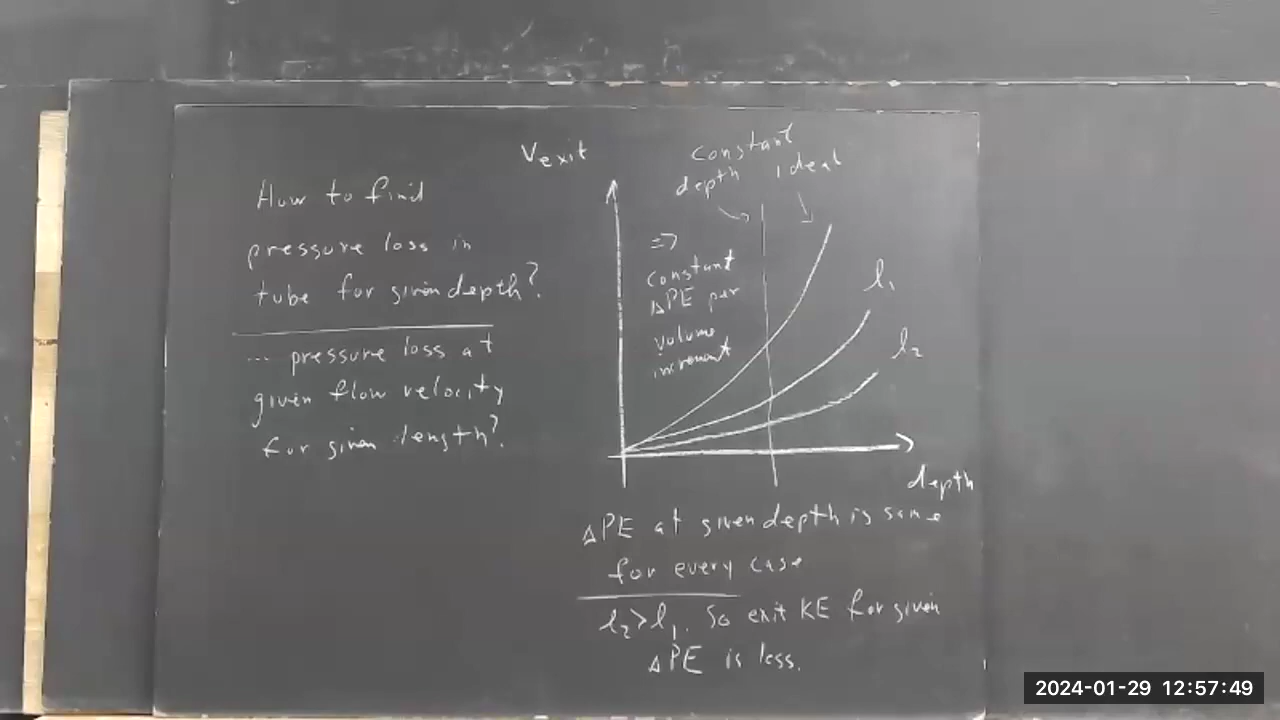 How to find
pressure loss in
tube for given depth?
... pressure loss at
given flow velocity
for given length?
Vexit
constant
depth
ideal
=>
constant
ΔPE per
volume
increment
l1
l2
depth
ΔPE at given depth is same
for every case
l2>l1. So exit KE for given
ΔPE is less.
2024-01-29 12:57:49